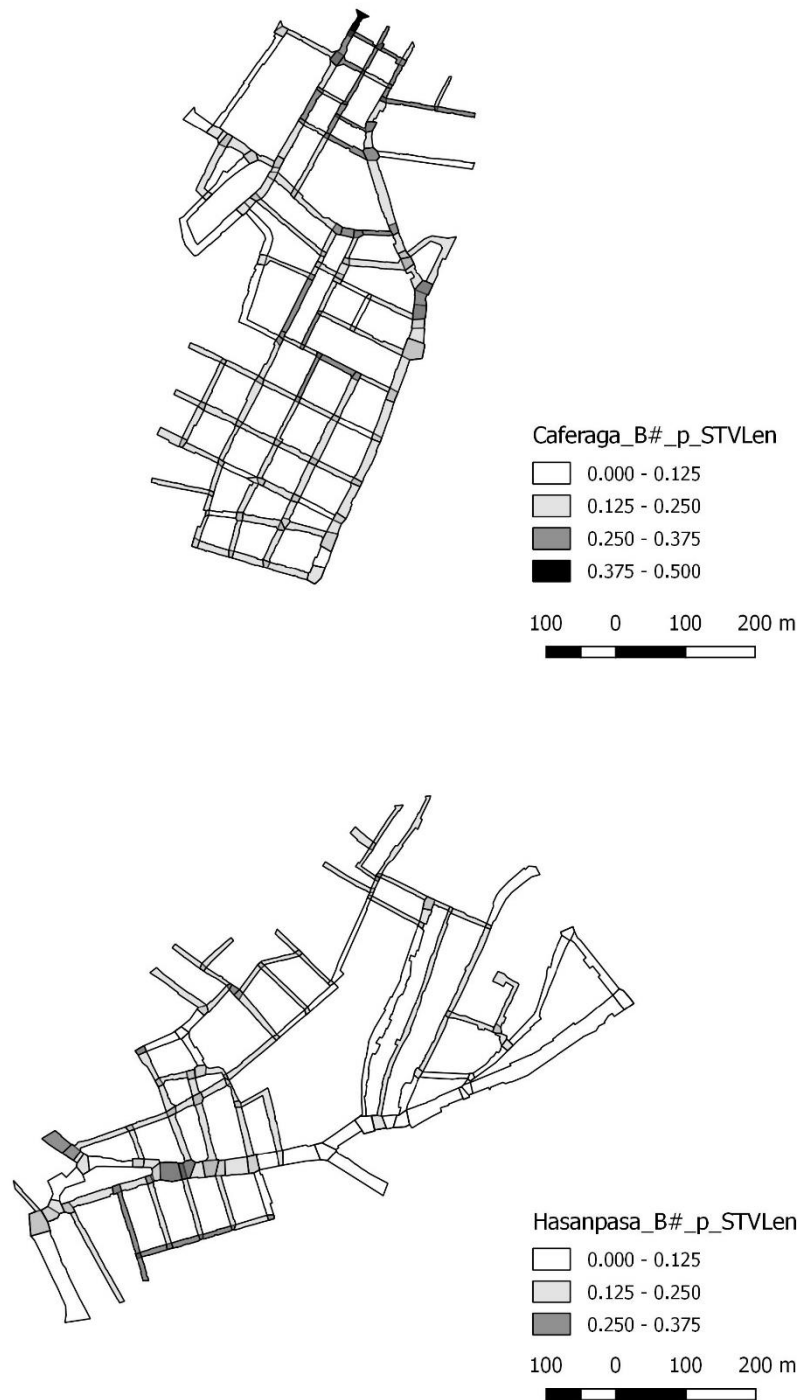 Caferaga_B#_p_STVLen
0.000 - 0.125
0.125 - 0.250
0.250 - 0.375
0.375 - 0.500
100 0 100 200 m
Hasanpasa_B#_p_STVLen
0.000 - 0.125
0.125 - 0.250
0.250 - 0.375
100 0 100 200 m